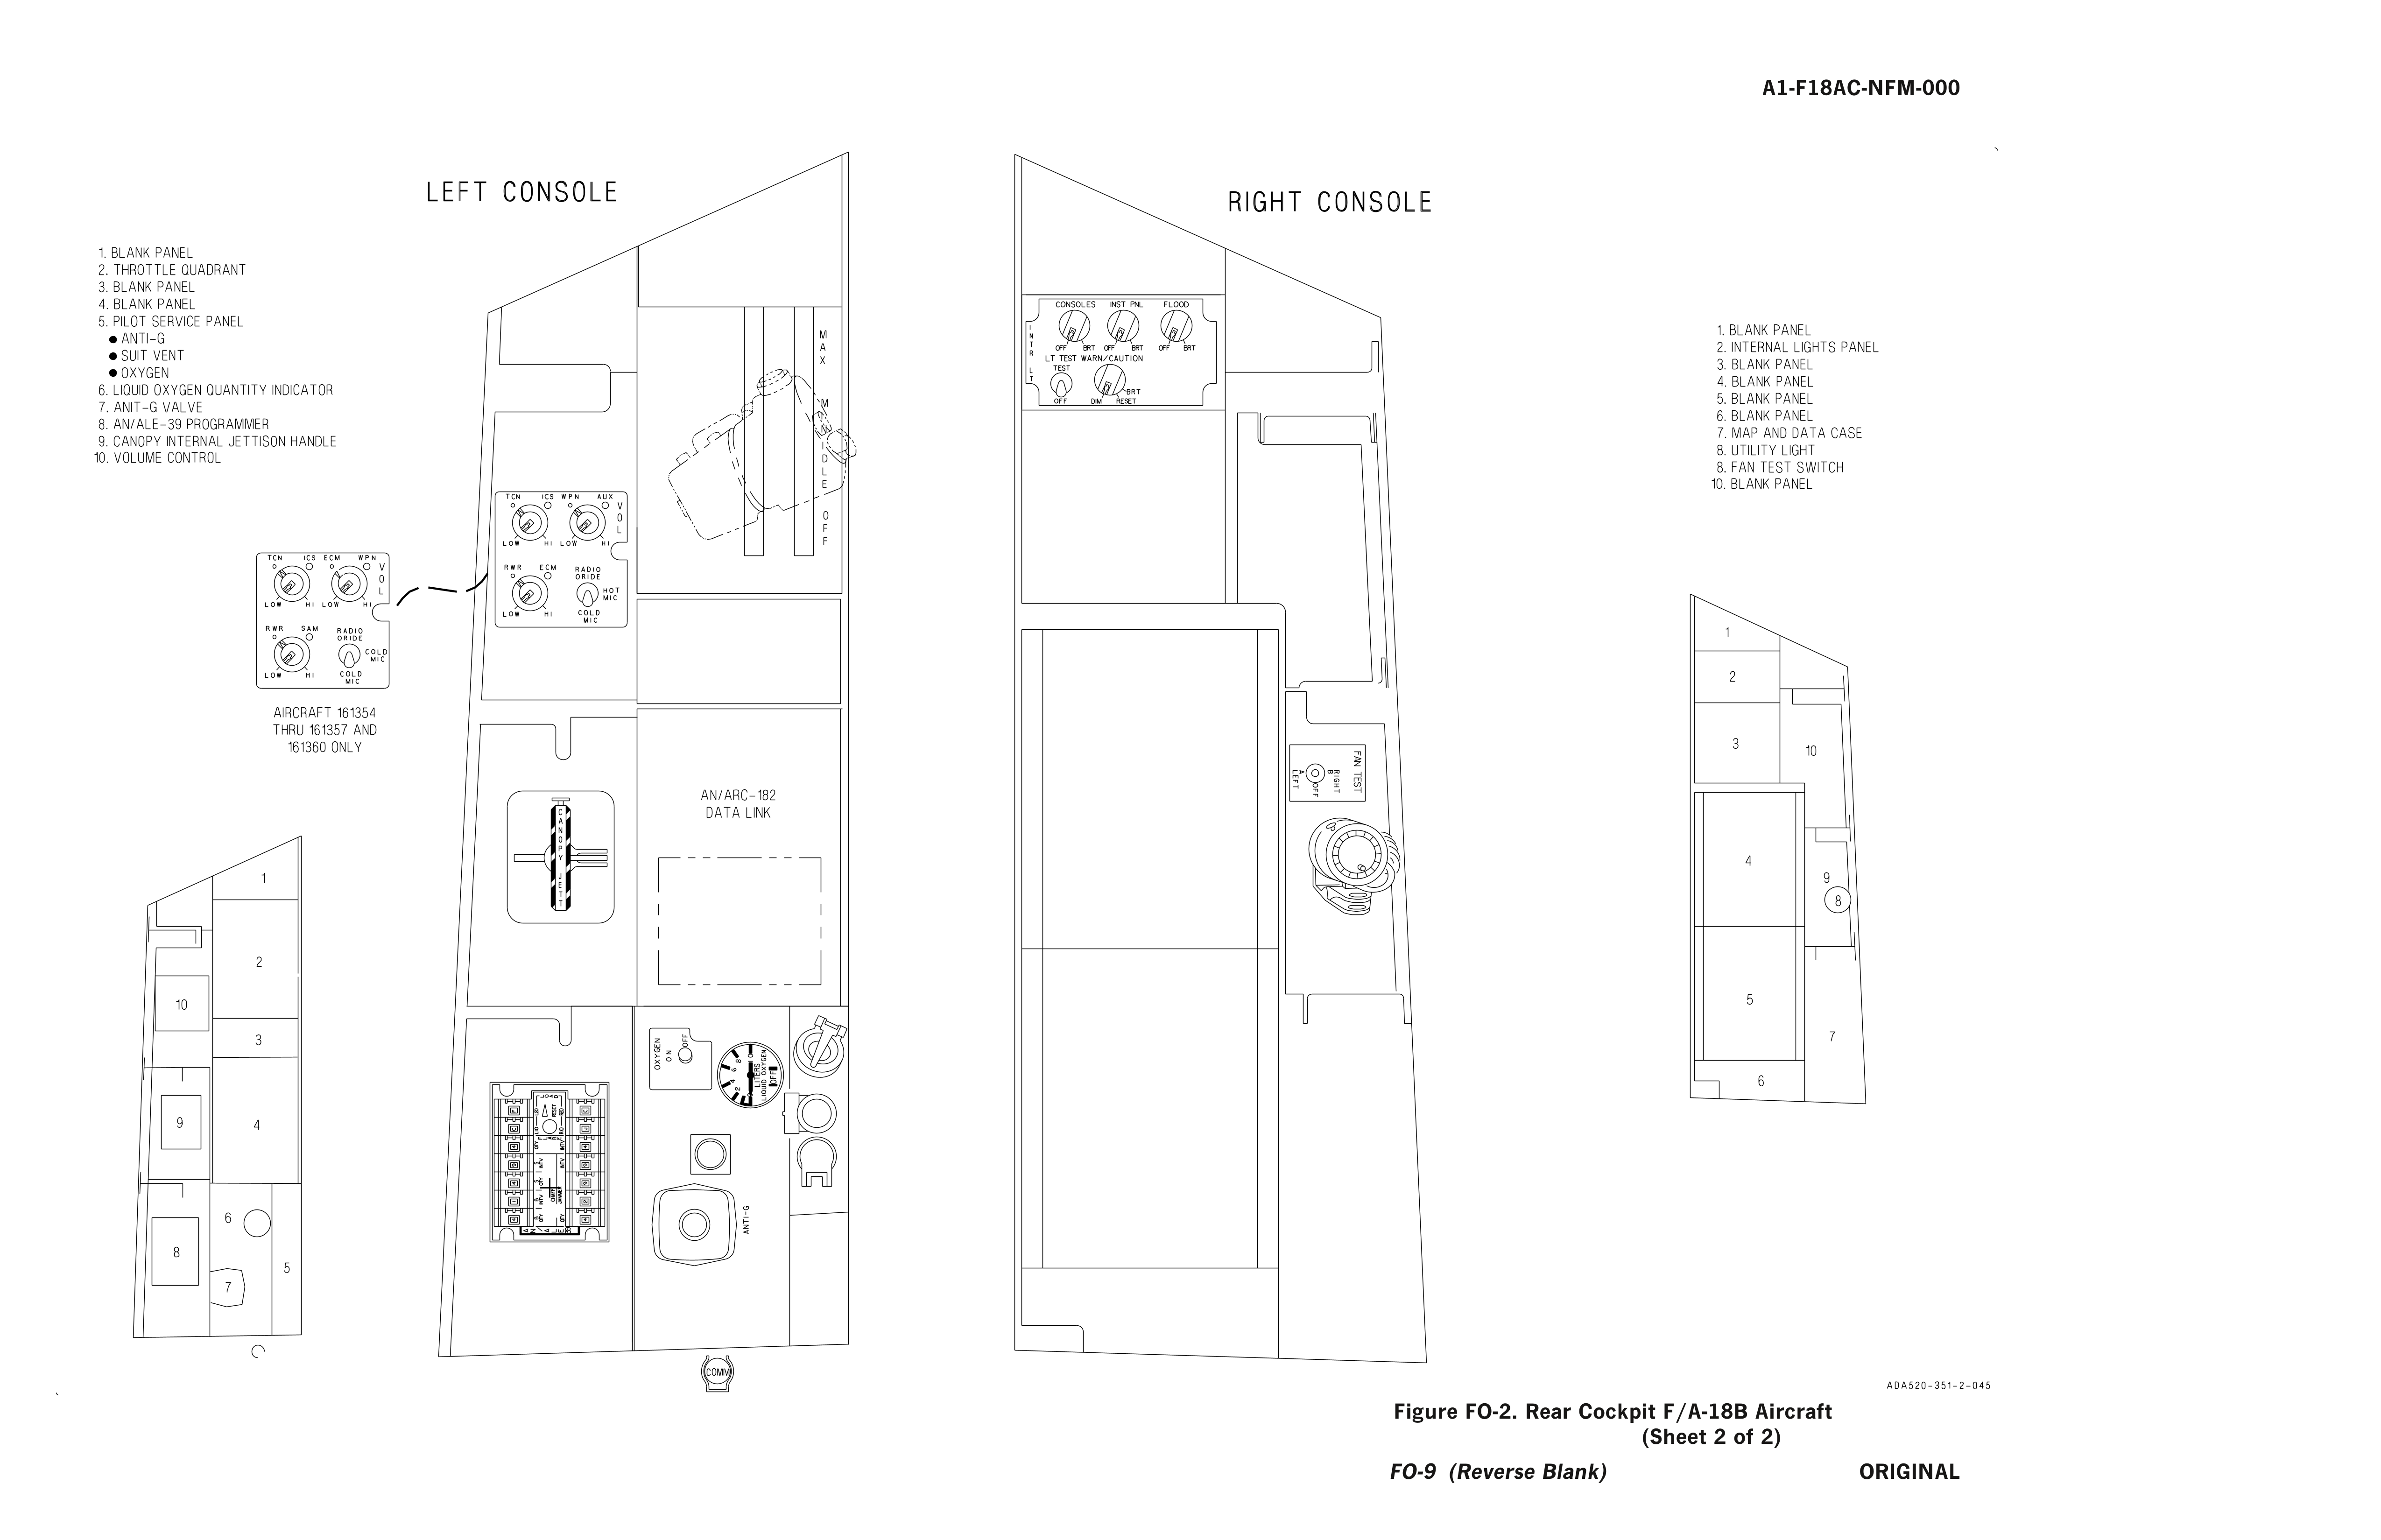 A1-F18AC-NFM-000
LEFT CONSOLE
RIGHT CONSOLE
1. BLANK PANEL
2. THROTTLE QUADRANT
3. BLANK PANEL
4. BLANK PANEL
5. PILOT SERVICE PANEL
● ANTI-G
● SUIT VENT
● OXYGEN
6. LIQUID OXYGEN QUANTITY INDICATOR
7. ANIT-G VALVE
8. AN/ALE-39 PROGRAMMER
9. CANOPY INTERNAL JETTISON HANDLE
10. VOLUME CONTROL
TCN ICS ECM WPN
VOL
LOW HI LOW HI
RWR SAM RADIO
ORIDE
COLD
MIC
LOW HI COLD
MIC
AIRCRAFT 161354
THRU 161357 AND
161360 ONLY
1
2
10
3
9
4
6
8
5
7
MAX
IDLE
OFF
TCN ICS WPN AUX
VOL
LOW HI LOW HI
RWR ECM RADIO
ORIDE
HOT
MIC
LOW HI COLD
MIC
CANOPY JETT
AN/ARC-182
DATA LINK
OXYGEN
ON
OFF
0
8
6
4
2
LITERS
LIQUID OXYGEN
OFF
LOAD
RESET
ANTI-G
COMM
CONSOLES INST PNL FLOOD
INTR LT
OFF BRT OFF BRT OFF BRT
LT TEST WARN/CAUTION
TEST
BRT
OFF DIM RESET
FAN TEST
RIGHT
B
OFF
A
LEFT
1. BLANK PANEL
2. INTERNAL LIGHTS PANEL
3. BLANK PANEL
4. BLANK PANEL
5. BLANK PANEL
6. BLANK PANEL
7. MAP AND DATA CASE
8. UTILITY LIGHT
8. FAN TEST SWITCH
10. BLANK PANEL
1
2
3
10
4
9
8
5
7
6
ADA520-351-2-045
Figure FO-2. Rear Cockpit F/A-18B Aircraft
(Sheet 2 of 2)
FO-9 (Reverse Blank)
ORIGINAL